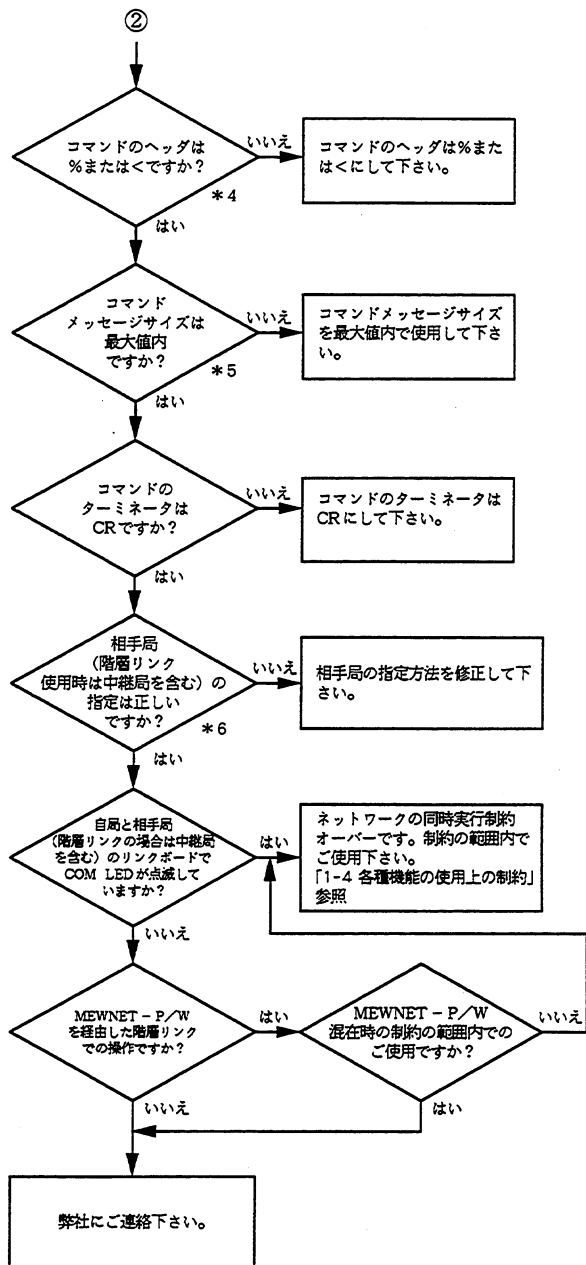 ②
コマンドのヘッダは
%または<ですか？
いいえ
コマンドのヘッダは%また
は<にして下さい。
＊4
はい
コマンド
メッセージサイズは
最大値内
ですか？
いいえ
コマンドメッセージサイズ
を最大値内で使用して下さ
い。
＊5
はい
コマンドの
ターミネータは
CRですか？
いいえ
コマンドのターミネータは
CRにして下さい。
はい
相手局
（階層リンク
使用時は中継局を含む）の
指定は正しい
ですか？
いいえ
相手局の指定方法を修正して下
さい。
＊6
はい
自局と相手局
（階層リンクの場合は中継局
を含む）のリンクボードで
COM LEDが点滅して
いますか？
はい
ネットワークの同時実行制約
オーバーです。制約の範囲内で
ご使用下さい。
「1-4 各種機能の使用上の制約」
参照
いいえ
MEWNET－P／W
を経由した階層リンク
での操作ですか？
はい
MEWNET－P／W
混在時の制約の範囲内での
ご使用ですか？
いいえ
いいえ
はい
弊社にご連絡下さい。